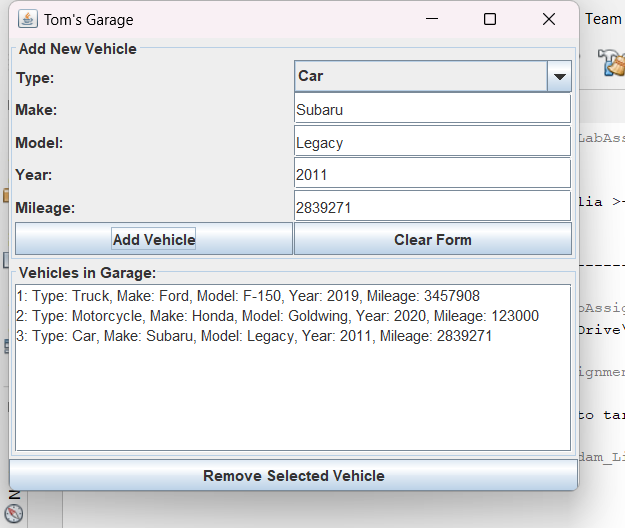 Tom's Garage
Team
Add New Vehicle
Type: Car
Make: Subaru
Model: Legacy
Year: 2011
Mileage: 2839271
Add Vehicle Clear Form
Vehicles in Garage:
1: Type: Truck, Make: Ford, Model: F-150, Year: 2019, Mileage: 3457908
2: Type: Motorcycle, Make: Honda, Model: Goldwing, Year: 2020, Mileage: 123000
3: Type: Car, Make: Subaru, Model: Legacy, Year: 2011, Mileage: 2839271
Remove Selected Vehicle
LabAss
lia >-
------
bAssig
Drive\
ignmen
to tar
dam_Li
N